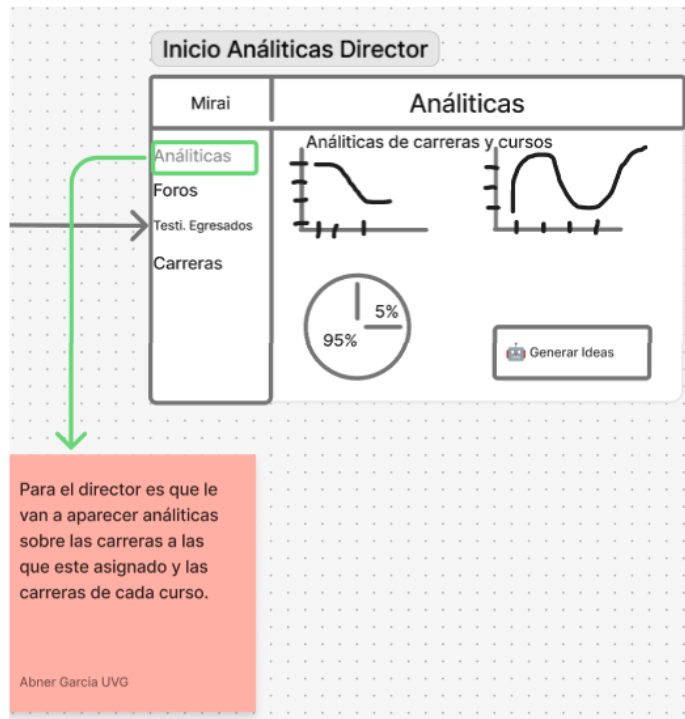 Inicio Análiticas Director
Mirai
Análiticas
Análiticas
Foros
Testi. Egresados
Carreras
Análiticas de carreras y cursos
5%
95%
🤖 Generar Ideas
Para el director es que le
van a aparecer análiticas
sobre las carreras a las
que este asignado y las
carreras de cada curso.
Abner Garcia UVG